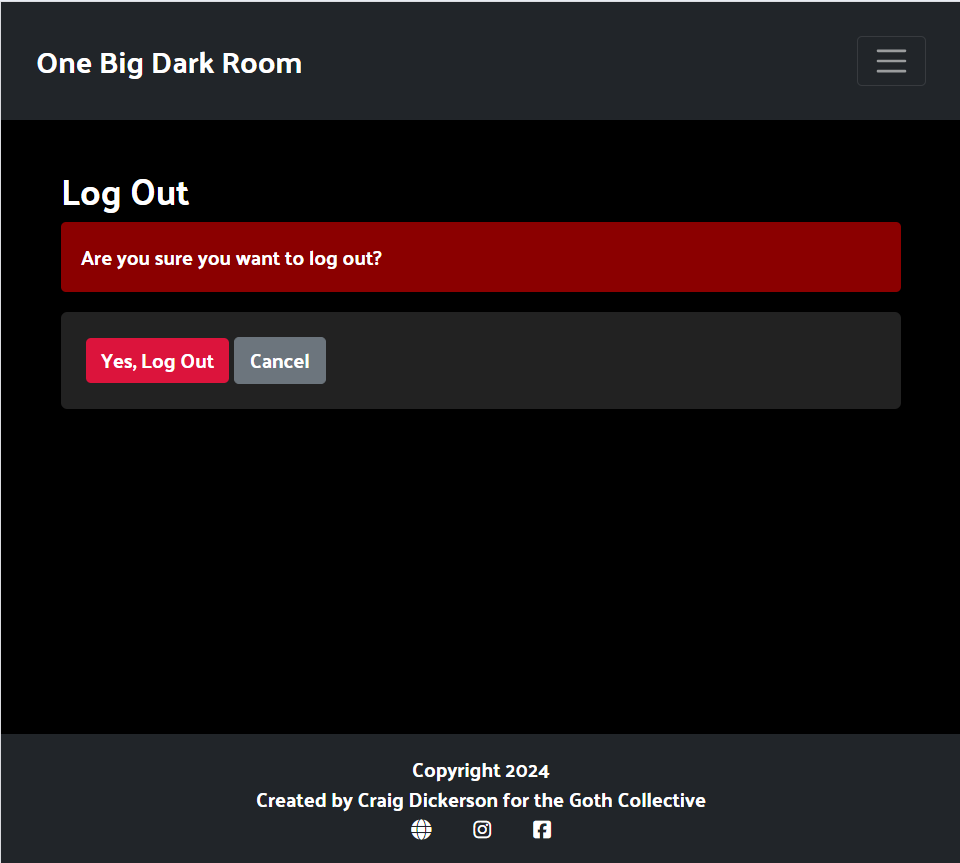 One Big Dark Room
Log Out
Are you sure you want to log out?
Yes, Log Out
Cancel
Copyright 2024
Created by Craig Dickerson for the Goth Collective